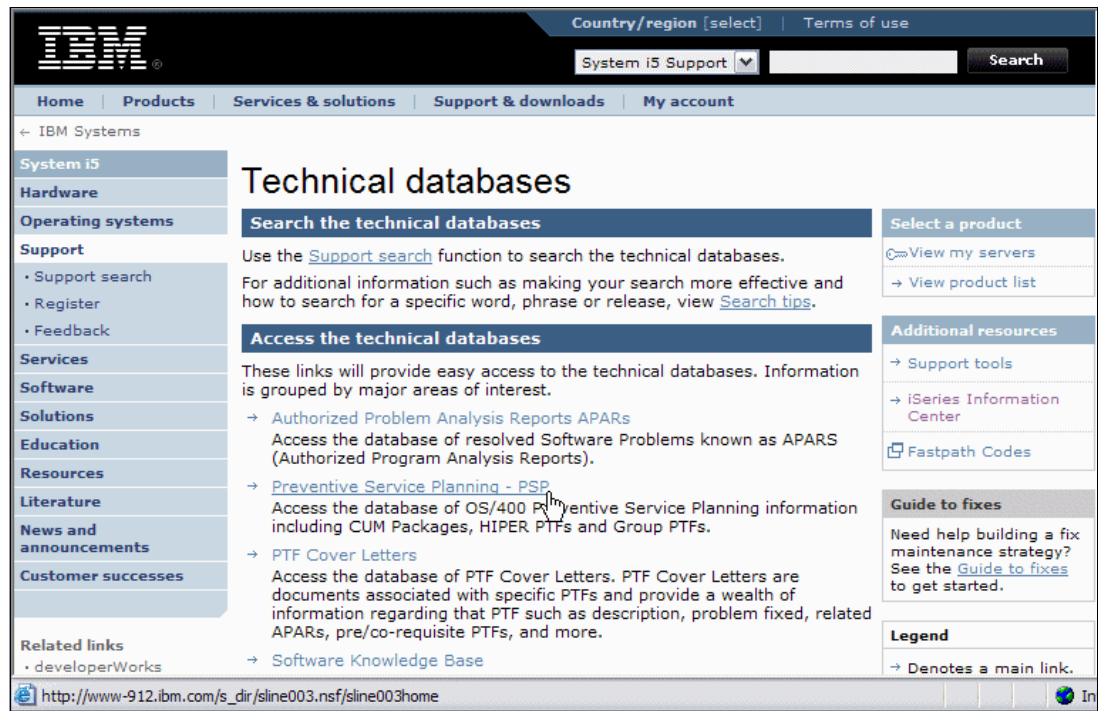 IBM®
Country/region [select] | Terms of use
System i5 Support
Search
Home | Products | Services & solutions | Support & downloads | My account
← IBM Systems
System i5
Hardware
Operating systems
Support
· Support search
· Register
· Feedback
Services
Software
Solutions
Education
Resources
Literature
News and
announcements
Customer successes
Related links
· developerWorks
Technical databases
Search the technical databases
Use the Support search function to search the technical databases.
For additional information such as making your search more effective and
how to search for a specific word, phrase or release, view Search tips.
Access the technical databases
These links will provide easy access to the technical databases. Information
is grouped by major areas of interest.
→ Authorized Problem Analysis Reports APARs
Access the database of resolved Software Problems known as APARS
(Authorized Program Analysis Reports).
→ Preventive Service Planning - PSP
Access the database of OS/400 Preventive Service Planning information
including CUM Packages, HIPER PTFs and Group PTFs.
→ PTF Cover Letters
Access the database of PTF Cover Letters. PTF Cover Letters are
documents associated with specific PTFs and provide a wealth of
information regarding that PTF such as description, problem fixed, related
APARs, pre/co-requisite PTFs, and more.
→ Software Knowledge Base
Select a product
View my servers
→ View product list
Additional resources
→ Support tools
→ iSeries Information
Center
Fastpath Codes
Guide to fixes
Need help building a fix
maintenance strategy?
See the Guide to fixes
to get started.
Legend
→ Denotes a main link.
http://www-912.ibm.com/s_dir/sline003.nsf/sline003home
In